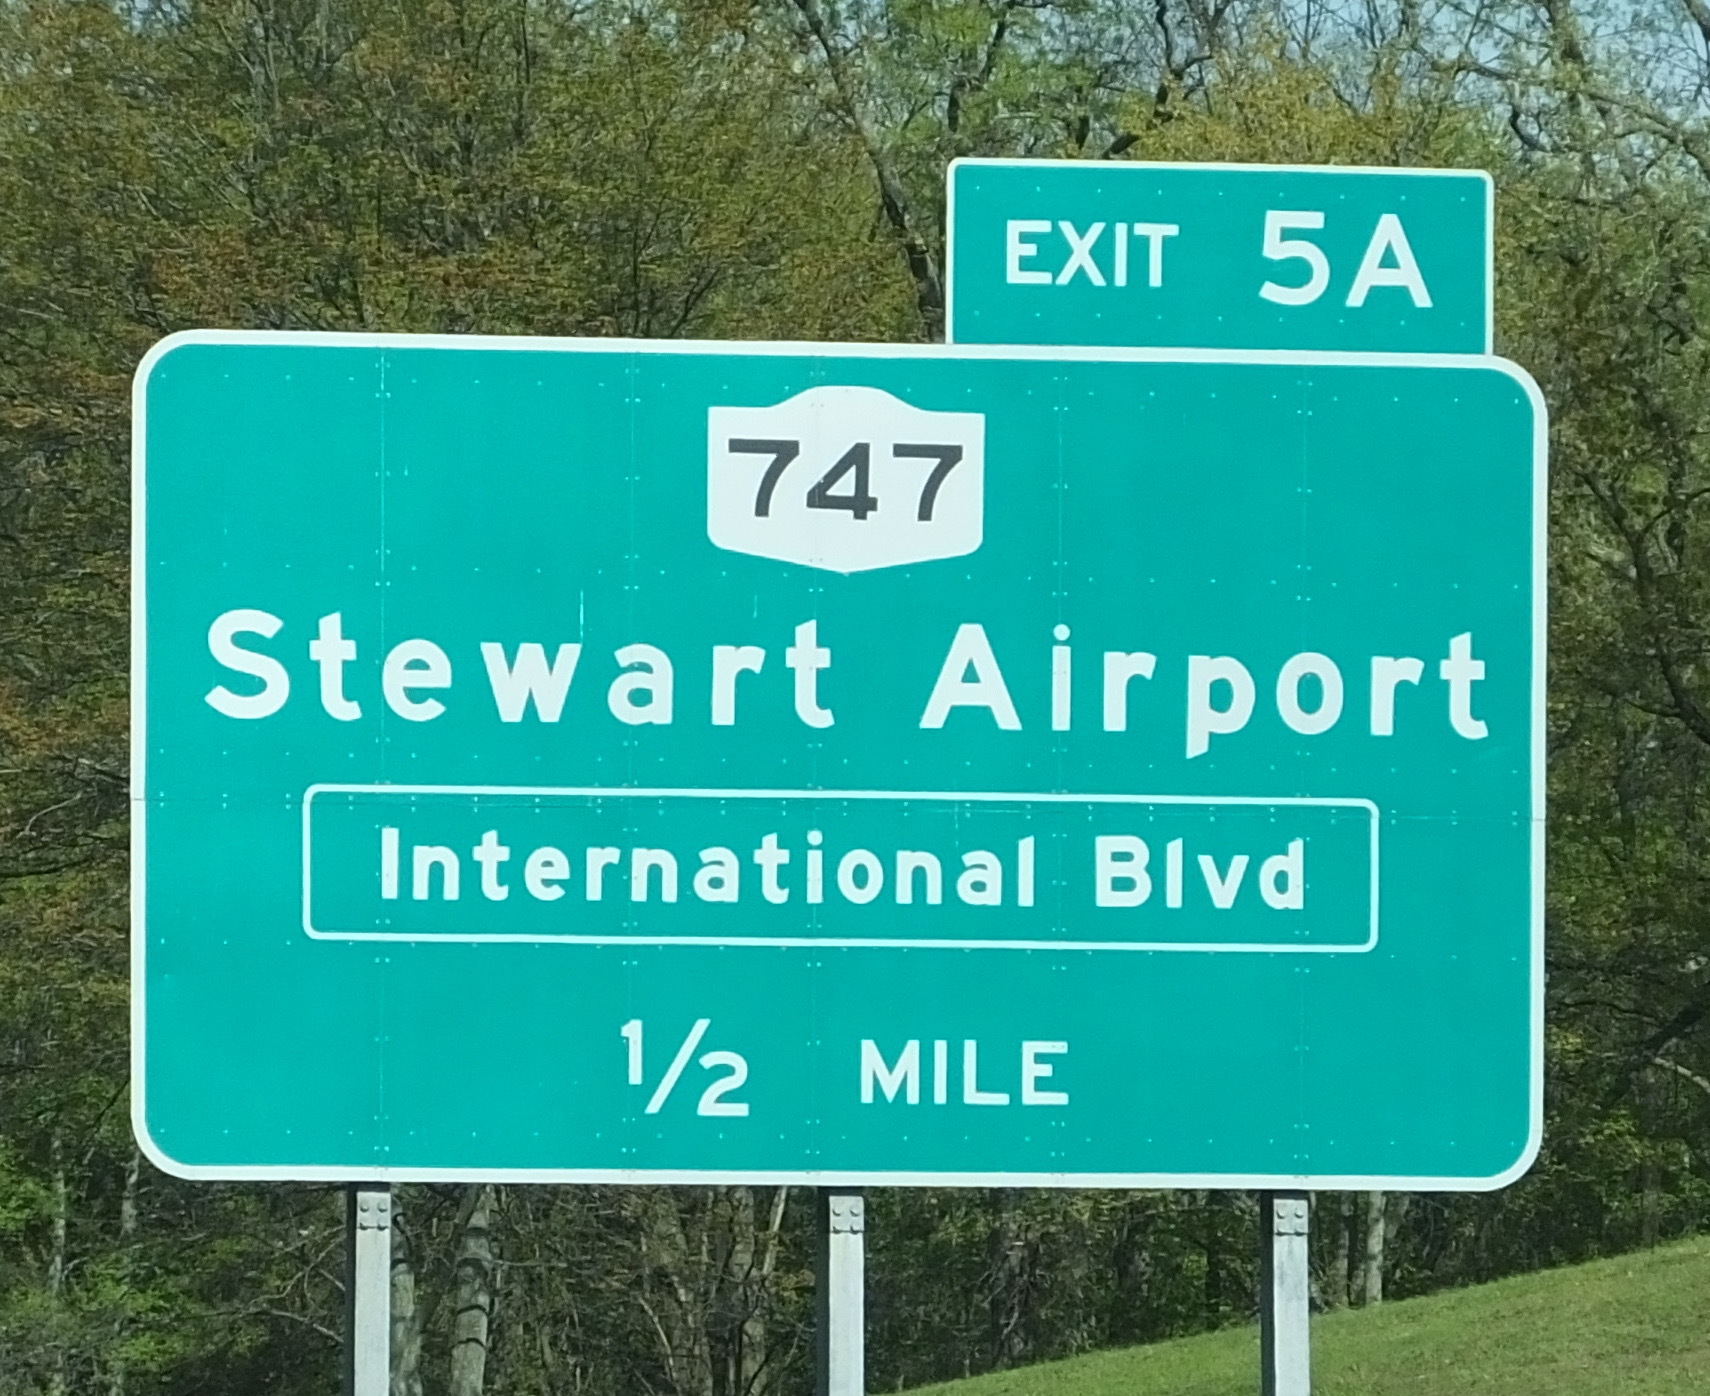 EXIT 5A
747
Stewart Airport
International Blvd
1/2 MILE